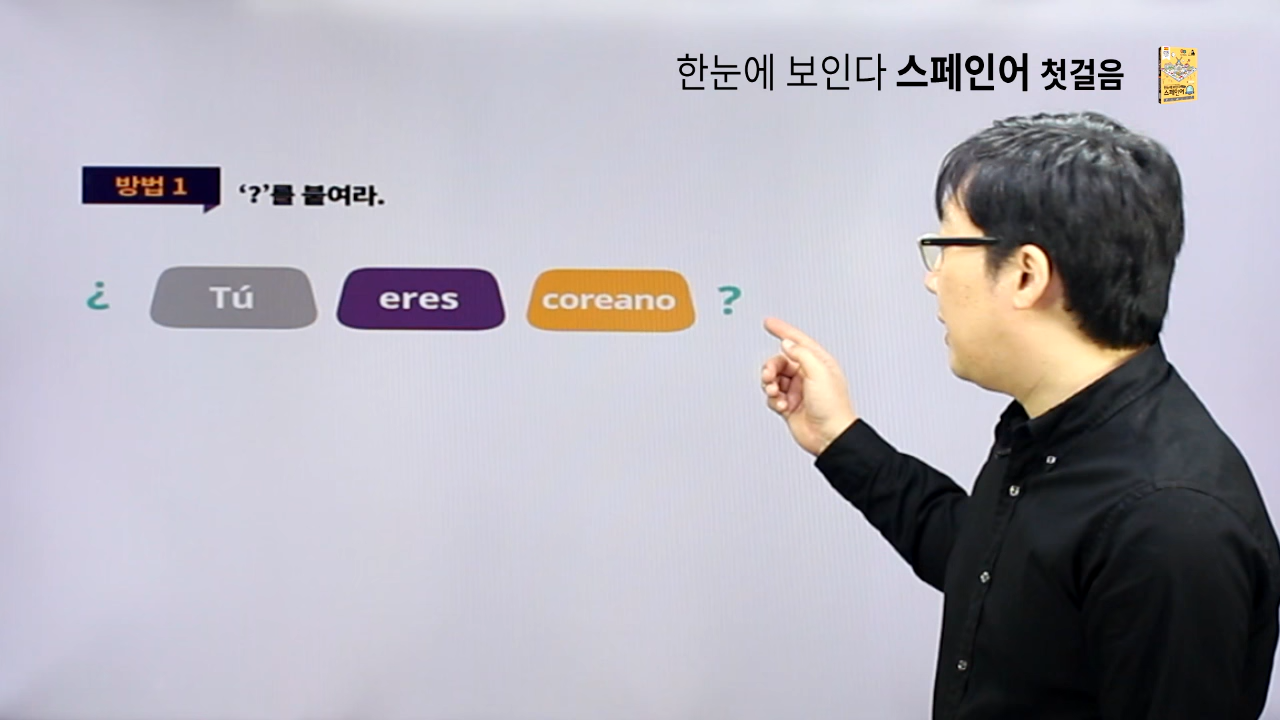 한눈에 보인다 스페인어 첫걸음
방법 1 ‘?’를 붙여라.
¿ Tú eres coreano ?